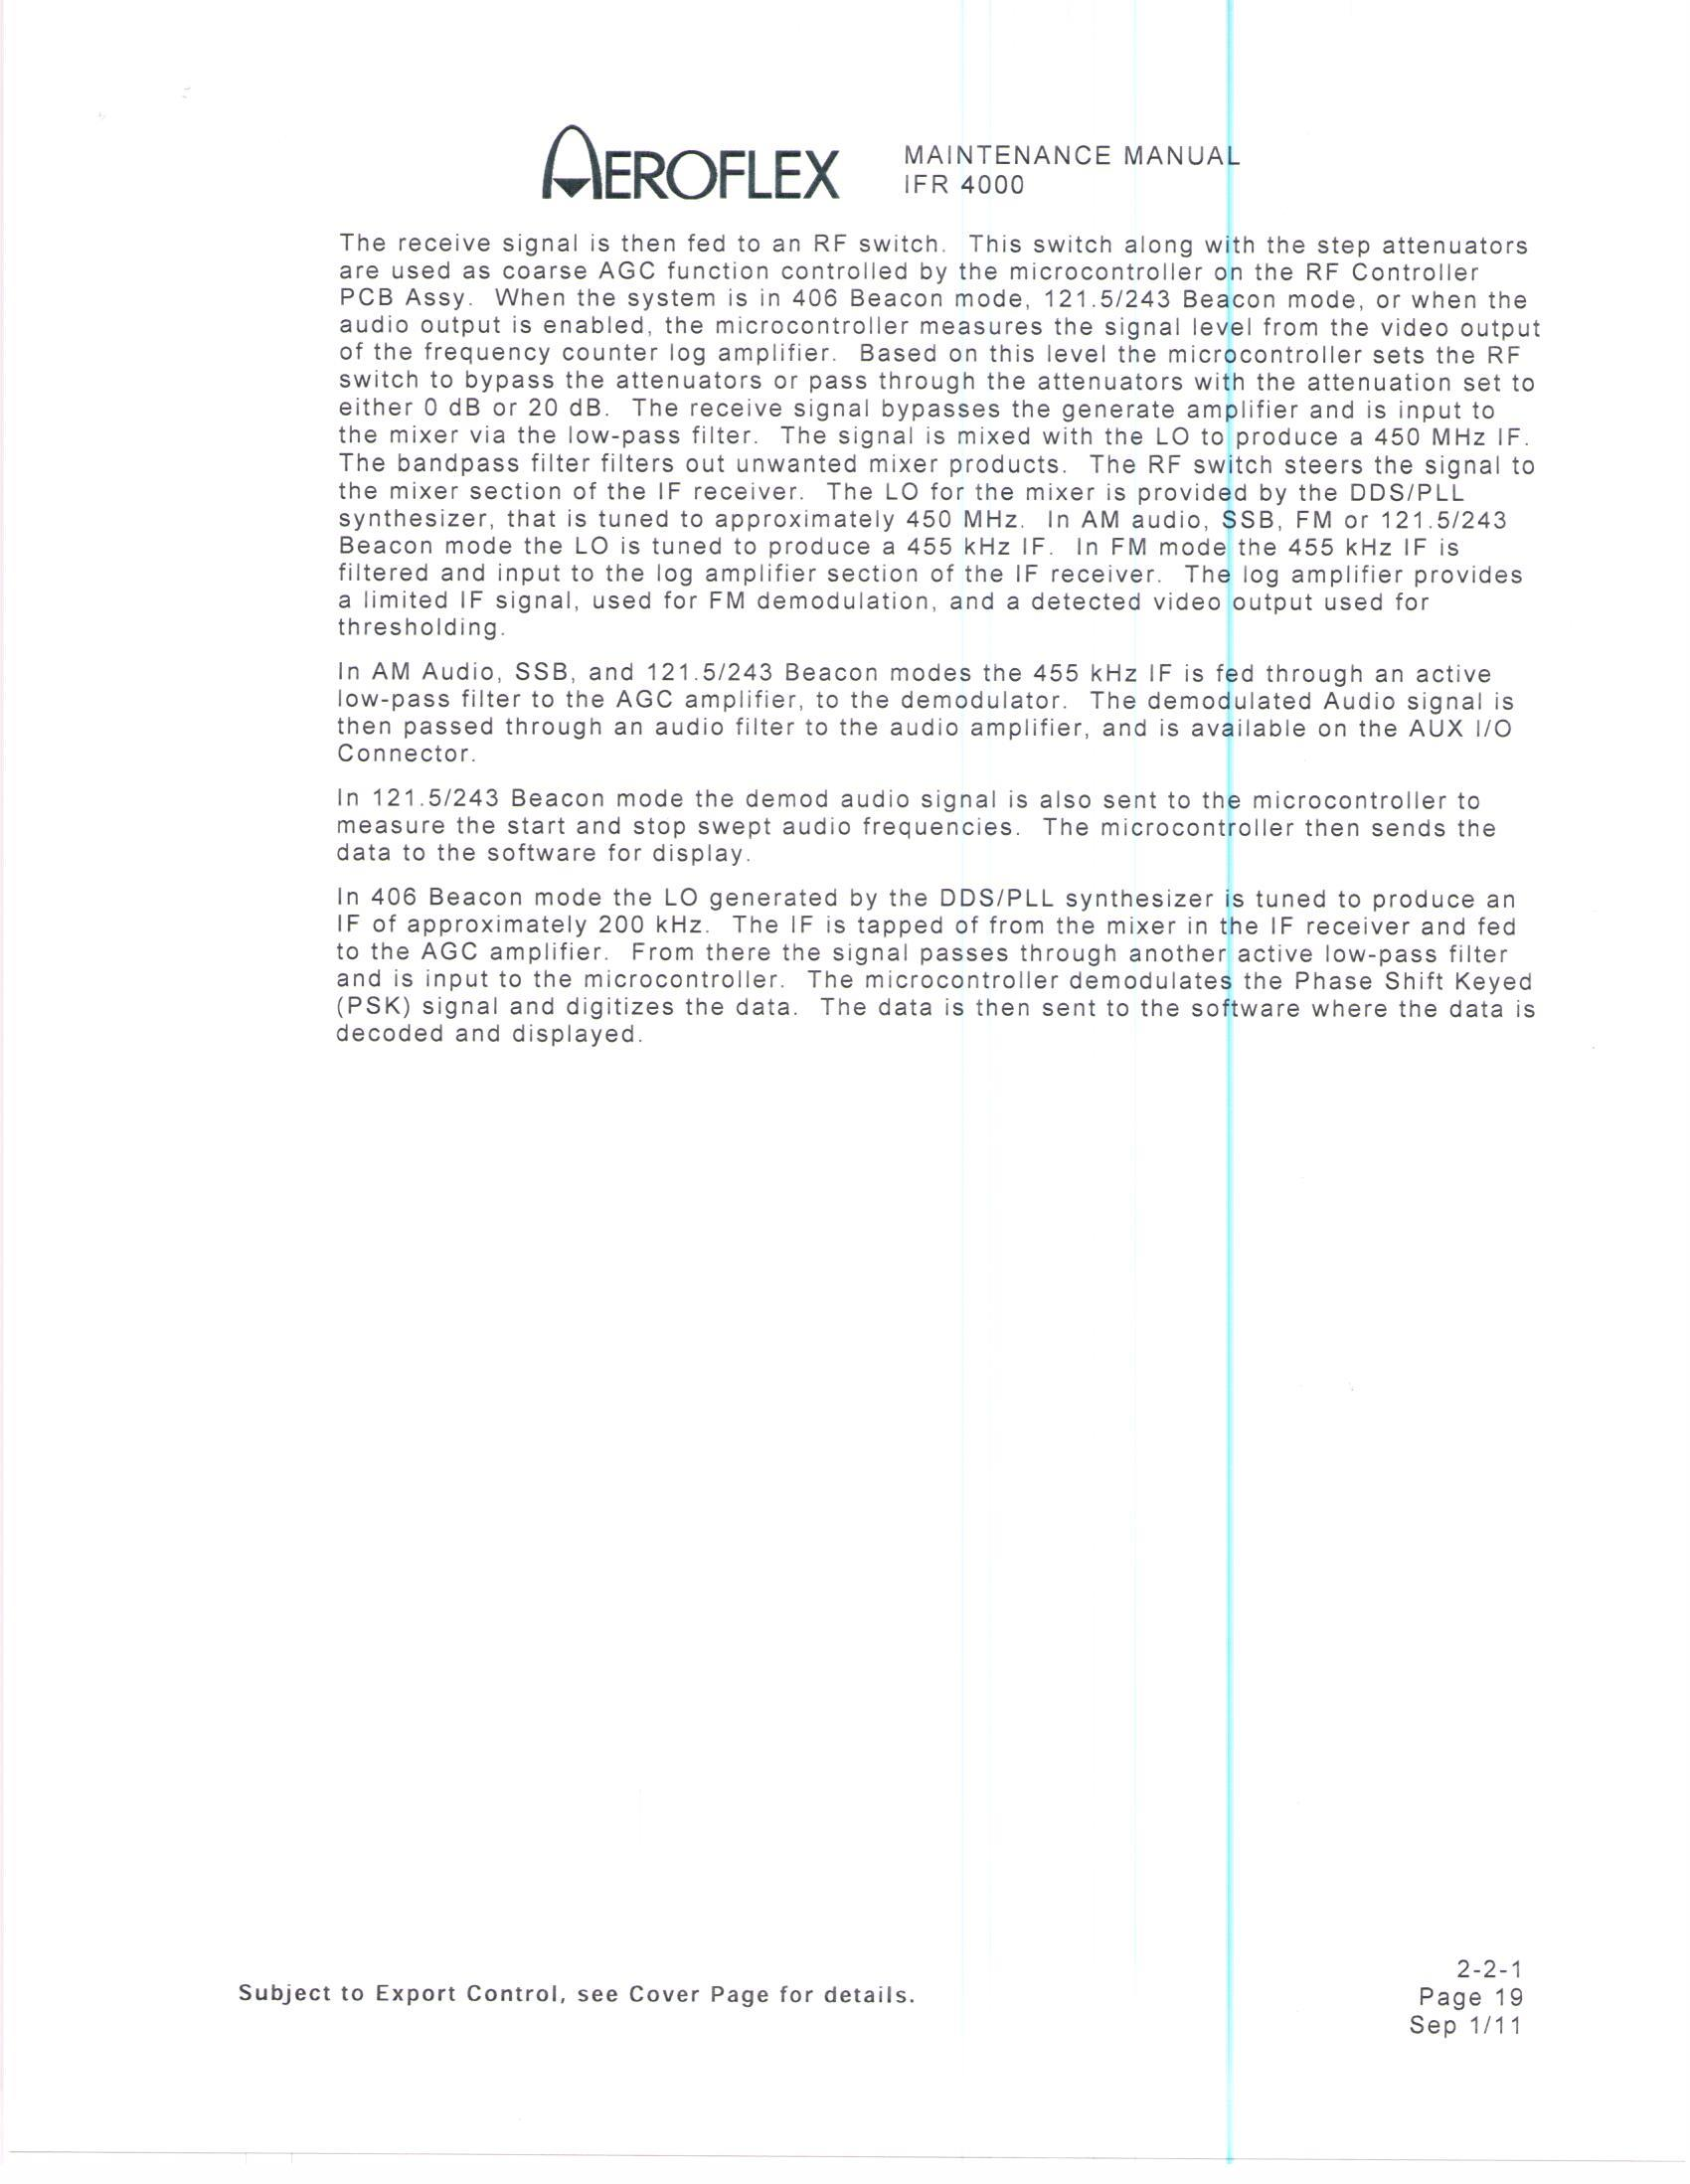 AEROFLEX
MAINTENANCE MANUAL
IFR 4000
The receive signal is then fed to an RF switch. This switch along with the step attenuators
are used as coarse AGC function controlled by the microcontroller on the RF Controller
PCB Assy. When the system is in 406 Beacon mode, 121.5/243 Beacon mode, or when the
audio output is enabled, the microcontroller measures the signal level from the video output
of the frequency counter log amplifier. Based on this level the microcontroller sets the RF
switch to bypass the attenuators or pass through the attenuators with the attenuation set to
either 0 dB or 20 dB. The receive signal bypasses the generate amplifier and is input to
the mixer via the low-pass filter. The signal is mixed with the LO to produce a 450 MHz IF.
The bandpass filter filters out unwanted mixer products. The RF switch steers the signal to
the mixer section of the IF receiver. The LO for the mixer is provided by the DDS/PLL
synthesizer, that is tuned to approximately 450 MHz. In AM audio, SSB, FM or 121.5/243
Beacon mode the LO is tuned to produce a 455 kHz IF. In FM mode the 455 kHz IF is
filtered and input to the log amplifier section of the IF receiver. The log amplifier provides
a limited IF signal, used for FM demodulation, and a detected video output used for
thresholding.
In AM Audio, SSB, and 121.5/243 Beacon modes the 455 kHz IF is fed through an active
low-pass filter to the AGC amplifier, to the demodulator. The demodulated Audio signal is
then passed through an audio filter to the audio amplifier, and is available on the AUX I/O
Connector.
In 121.5/243 Beacon mode the demod audio signal is also sent to the microcontroller to
measure the start and stop swept audio frequencies. The microcontroller then sends the
data to the software for display.
In 406 Beacon mode the LO generated by the DDS/PLL synthesizer is tuned to produce an
IF of approximately 200 kHz. The IF is tapped of from the mixer in the IF receiver and fed
to the AGC amplifier. From there the signal passes through another active low-pass filter
and is input to the microcontroller. The microcontroller demodulates the Phase Shift Keyed
(PSK) signal and digitizes the data. The data is then sent to the software where the data is
decoded and displayed.
Subject to Export Control, see Cover Page for details.
2-2-1
Page 19
Sep 1/11